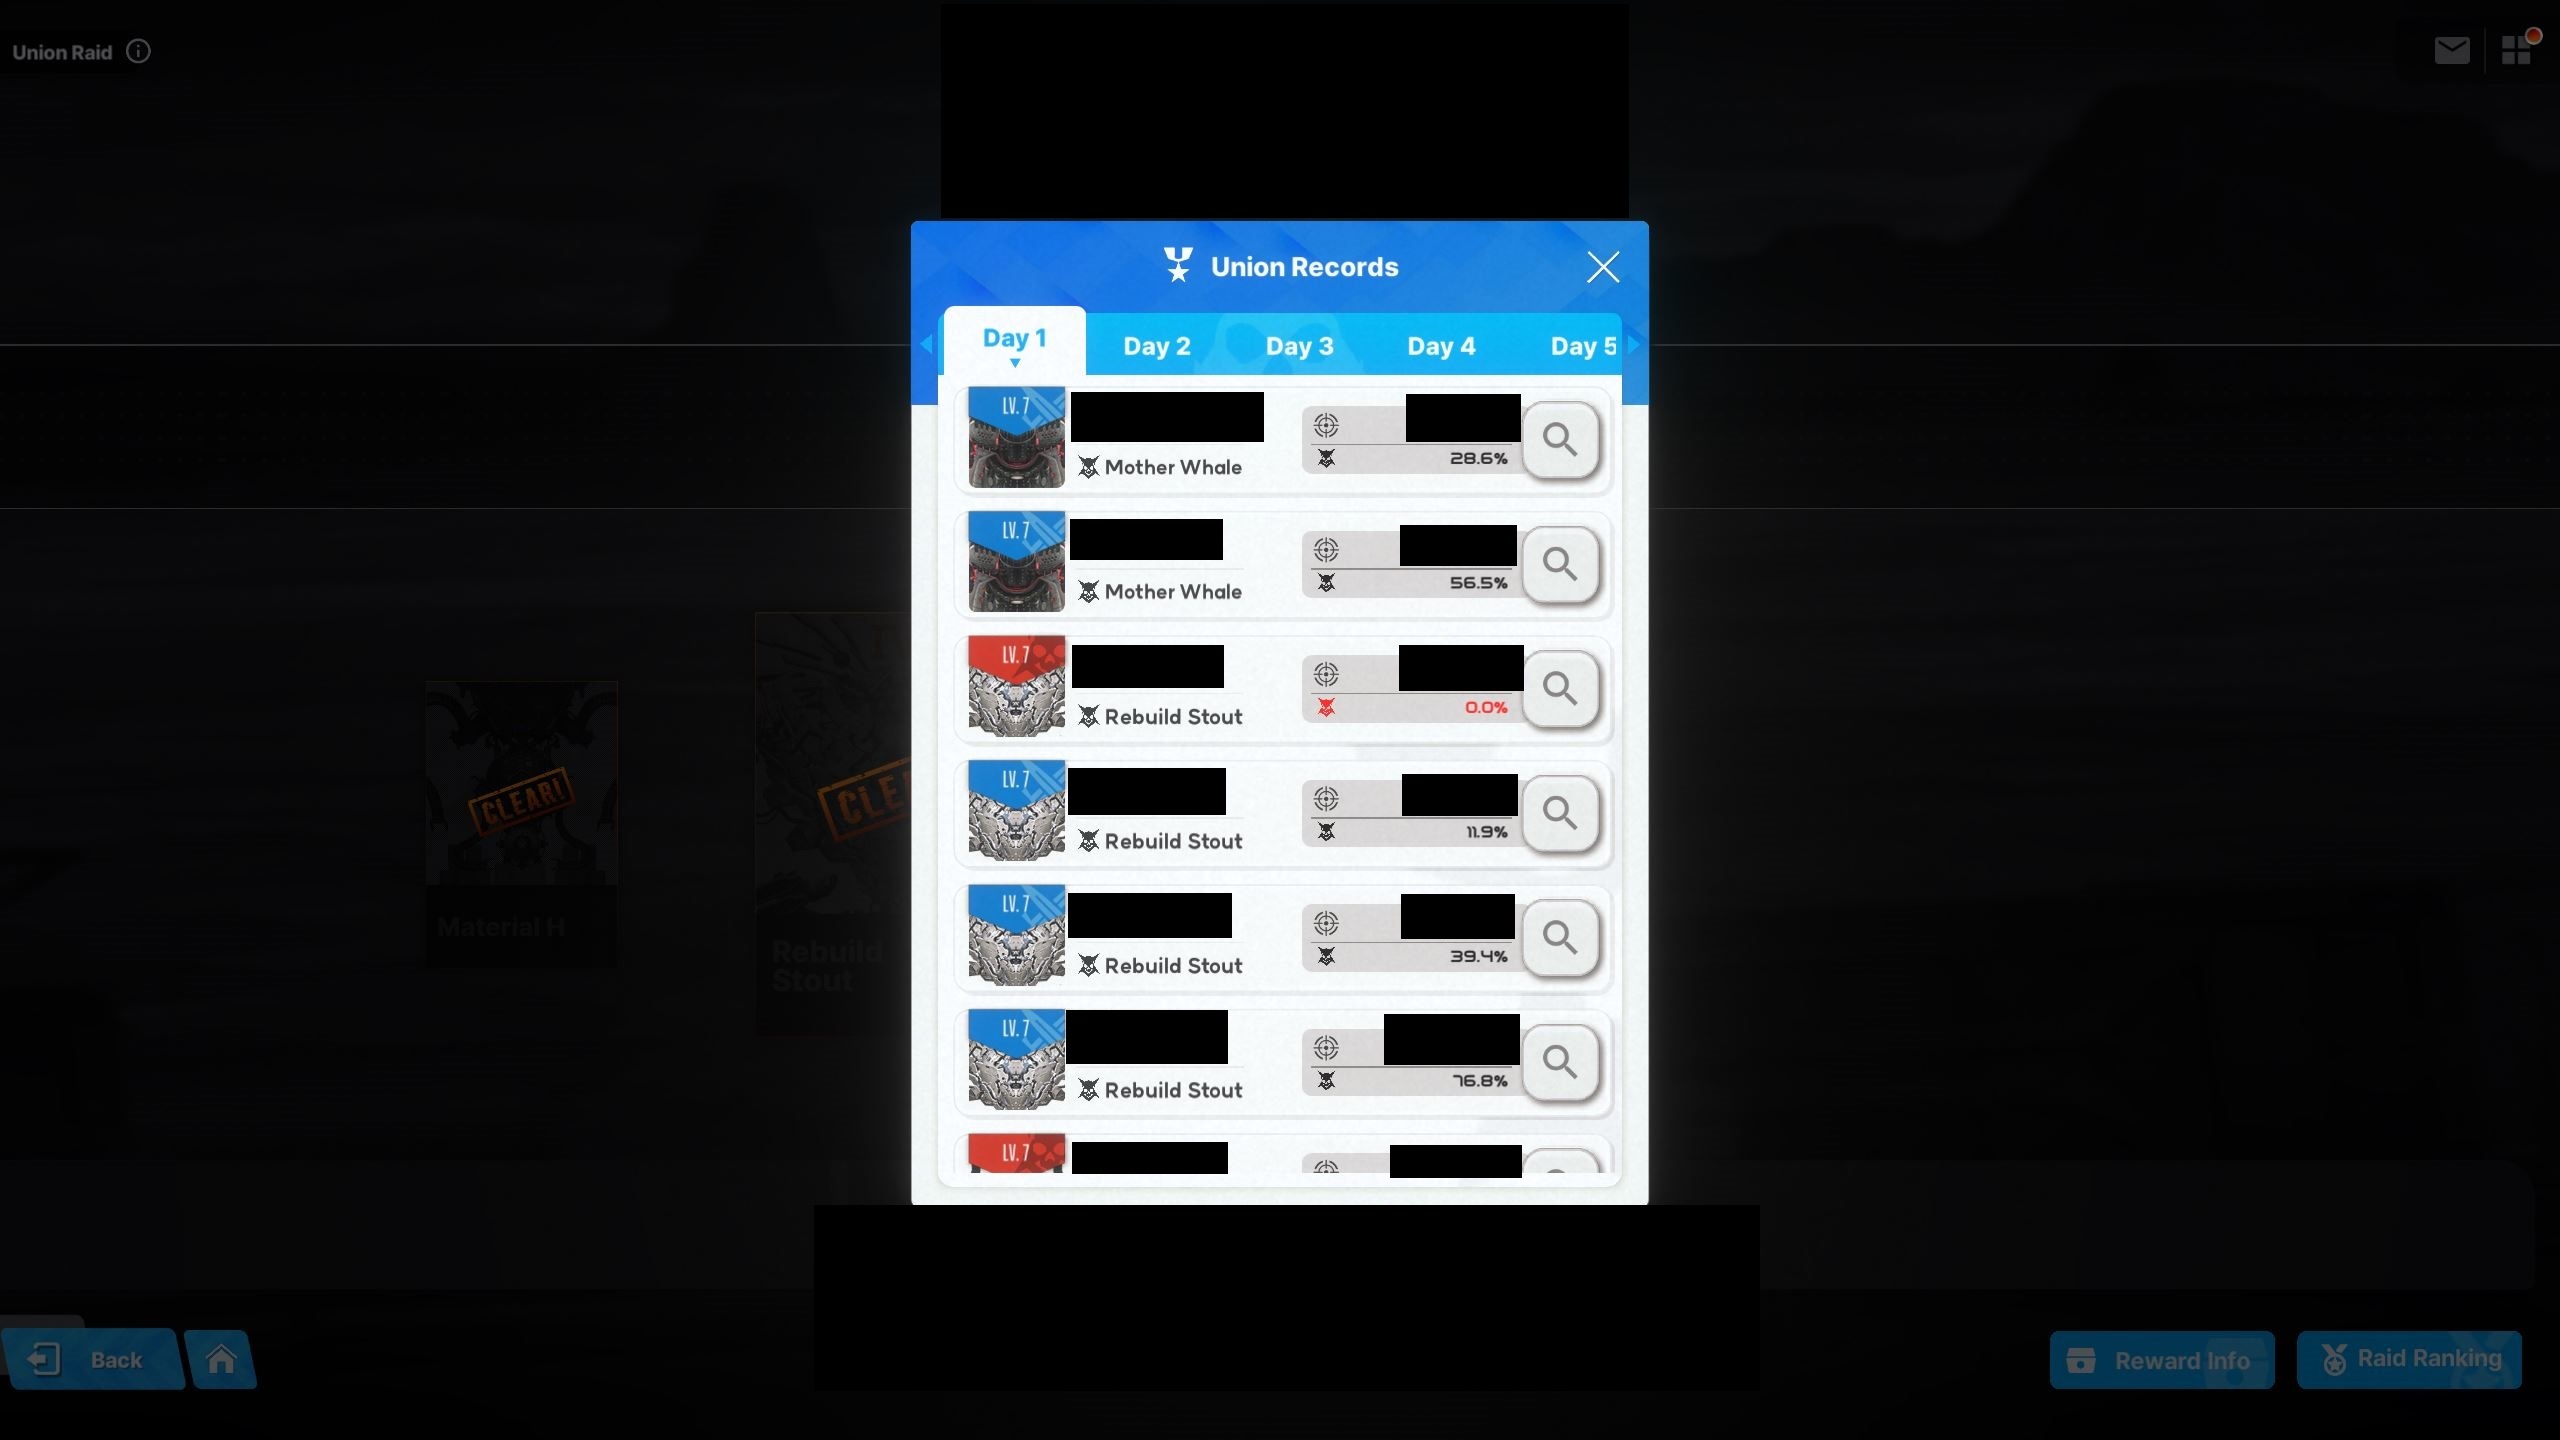 Union Raid
Union Records
Day 1
Day 2
Day 3
Day 4
Day 5
LV. 7
28.6%
Mother Whale
LV. 7
56.5%
Mother Whale
LV. 7
0.0%
Rebuild Stout
LV. 7
11.9%
Rebuild Stout
LV. 7
39.4%
Rebuild Stout
LV. 7
76.8%
Rebuild Stout
LV. 7
CLEAR!
Material H
CLE
Rebuild
Stout
Back
Reward Info
Raid Ranking